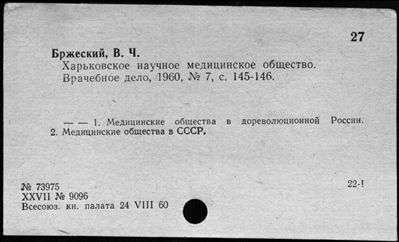 27
Бржеский, В. Ч.
Харьковское научное медицинское общество.
Врачебное дело, 1960, № 7, с. 145-146.
— — 1. Медицинские общества в дореволюционной России.
2. Медицинские общества в СССР.
№ 73975
22-1
XXVII № 9096
Всесоюз. кн. палата 24 VIII 60